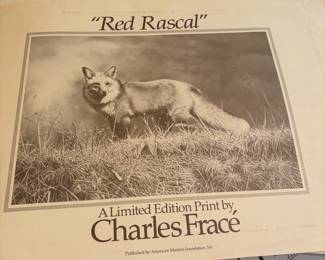 "Red Rascal"
A Limited Edition Print by
Charles Fracé
Published by American Masters Foundation, Inc.